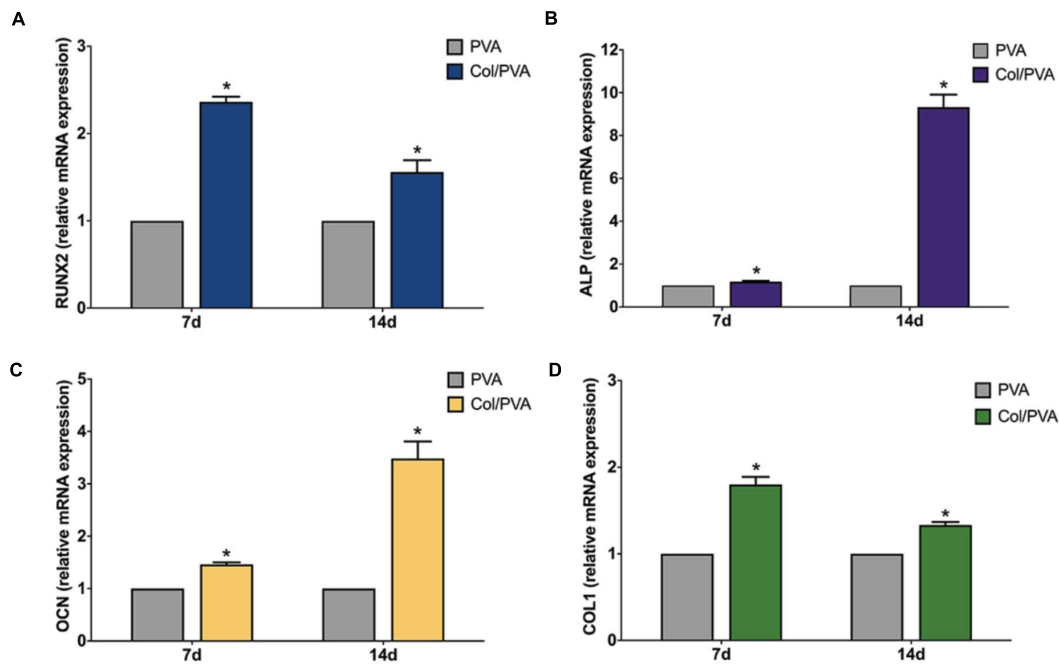 A
RUNX2 (relative mRNA expression)
3
2
1
0
7d
14d
PVA
Col/PVA
*
*
B
ALP (relative mRNA expression)
12
10
8
6
4
2
0
7d
14d
PVA
Col/PVA
*
*
C
OCN (relative mRNA expression)
5
4
3
2
1
0
7d
14d
PVA
Col/PVA
*
*
D
COL1 (relative mRNA expression)
3
2
1
0
7d
14d
PVA
Col/PVA
*
*